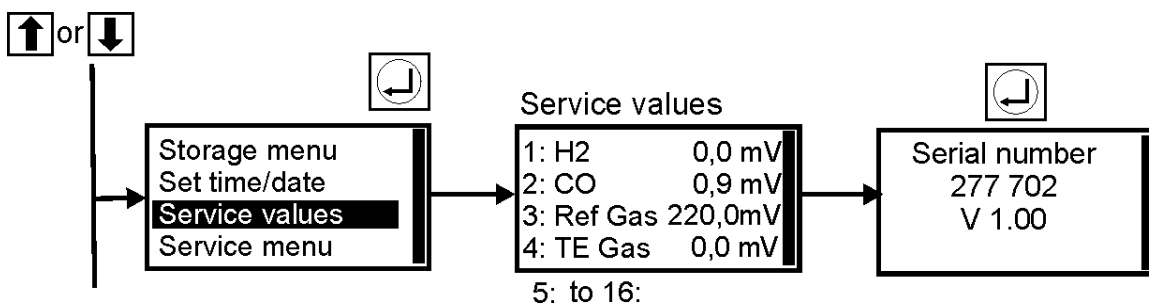 or
Storage menu
Set time/date
Service values
Service menu
Service values
1: H2 0,0 mV
2: CO 0,9 mV
3: Ref Gas 220,0mV
4: TE Gas 0,0 mV
5: to 16:
Serial number
277 702
V 1.00